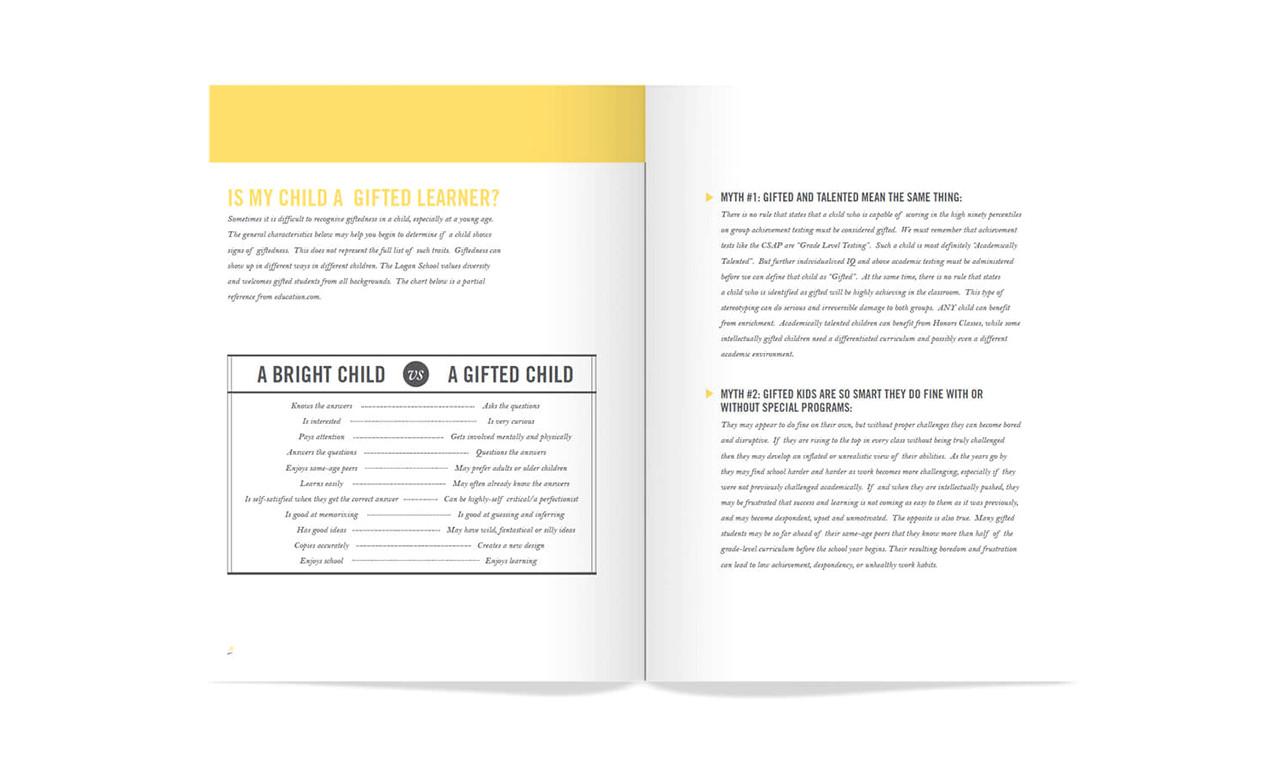 IS MY CHILD A GIFTED LEARNER?
Sometimes it is difficult to recognize giftedness in a child, especially at a young age.
The general characteristics below may help you begin to determine if a child shows
signs of giftedness. This does not represent the full list of such traits. Giftedness can
show up in different ways in different children. The Logan School values diversity
and welcomes gifted students from all backgrounds. The chart below is a partial
reference from education.com.
A BRIGHT CHILD vs A GIFTED CHILD
Knows the answers Asks the questions
Is interested Is very curious
Pays attention Gets involved mentally and physically
Answers the questions Questions the answers
Enjoys same-age peers May prefer adults or older children
Learns easily May often already know the answers
Is self-satisfied when they get the correct answer Can be highly-self critical/a perfectionist
Is good at memorizing Is good at guessing and inferring
Has good ideas May have wild, fantastical or silly ideas
Copies accurately Creates a new design
Enjoys school Enjoys learning
MYTH #1: GIFTED AND TALENTED MEAN THE SAME THING:
There is no rule that states that a child who is capable of scoring in the high ninety percentiles
on group achievement testing must be considered gifted. We must remember that achievement
tests like the CSAP are "Grade Level Testing". Such a child is most definitely "Academically
Talented". But further individualized IQ and above academic testing must be administered
before we can define that child as "Gifted". At the same time, there is no rule that states
a child who is identified as gifted will be highly achieving in the classroom. This type of
stereotyping can do serious and irreversible damage to both groups. ANY child can benefit
from enrichment. Academically talented children can benefit from Honors Classes, while some
intellectually gifted children need a differentiated curriculum and possibly even a different
academic environment.
MYTH #2: GIFTED KIDS ARE SO SMART THEY DO FINE WITH OR
WITHOUT SPECIAL PROGRAMS:
They may appear to do fine on their own, but without proper challenges they can become bored
and disruptive. If they are rising to the top in every class without being truly challenged
then they may develop an inflated or unrealistic view of their abilities. As the years go by
they may find school harder and harder as work becomes more challenging, especially if they
were not previously challenged academically. If and when they are intellectually pushed, they
may be frustrated that success and learning is not coming as easy to them as it was previously,
and may become despondent, upset and unmotivated. The opposite is also true. Many gifted
students may be so far ahead of their same-age peers that they know more than half of the
grade-level curriculum before the school year begins. Their resulting boredom and frustration
can lead to low achievement, despondency, or unhealthy work habits.